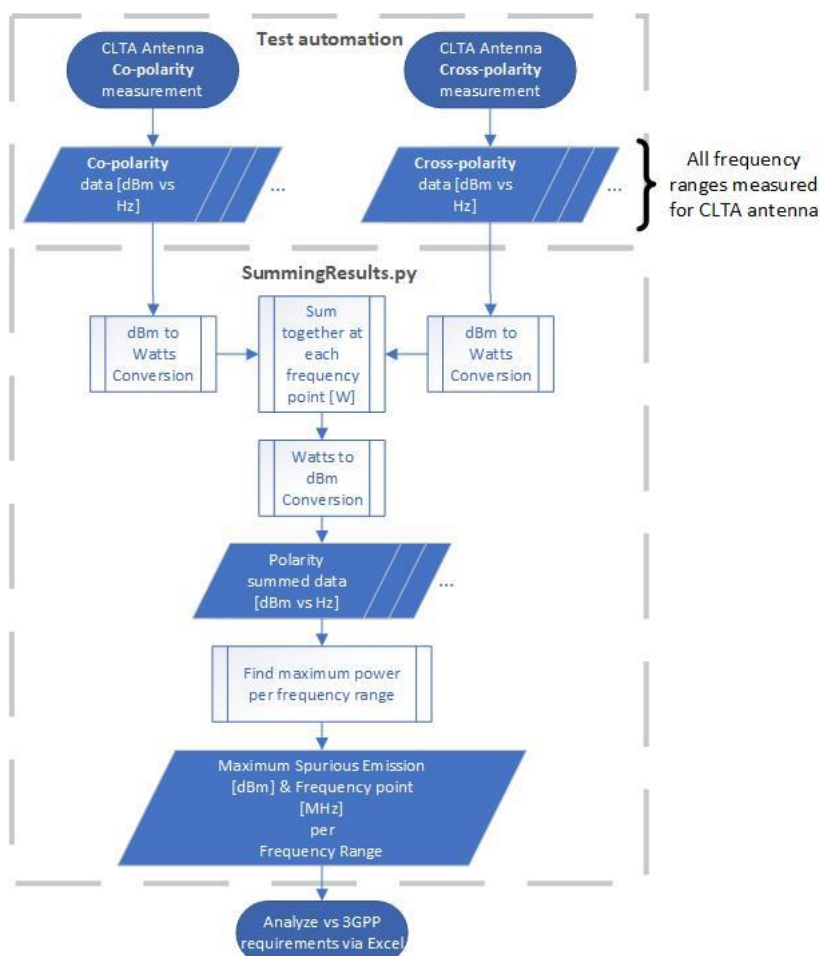 Test automation
CLTA Antenna
Co-polarity
measurement
CLTA Antenna
Cross-polarity
measurement
Co-polarity
data [dBm vs
Hz]
...
Cross-polarity
data [dBm vs
Hz]
...
All frequency
ranges measured
for CLTA antenna
SummingResults.py
dBm to
Watts
Conversion
Sum
together at
each
frequency
point [W]
dBm to
Watts
Conversion
Watts to
dBm
Conversion
Polarity
summed data
[dBm vs Hz]
...
Find maximum power
per frequency range
Maximum Spurious Emission
[dBm] & Frequency point
[MHz]
per
Frequency Range
Analyze vs 3GPP
requirements via Excel